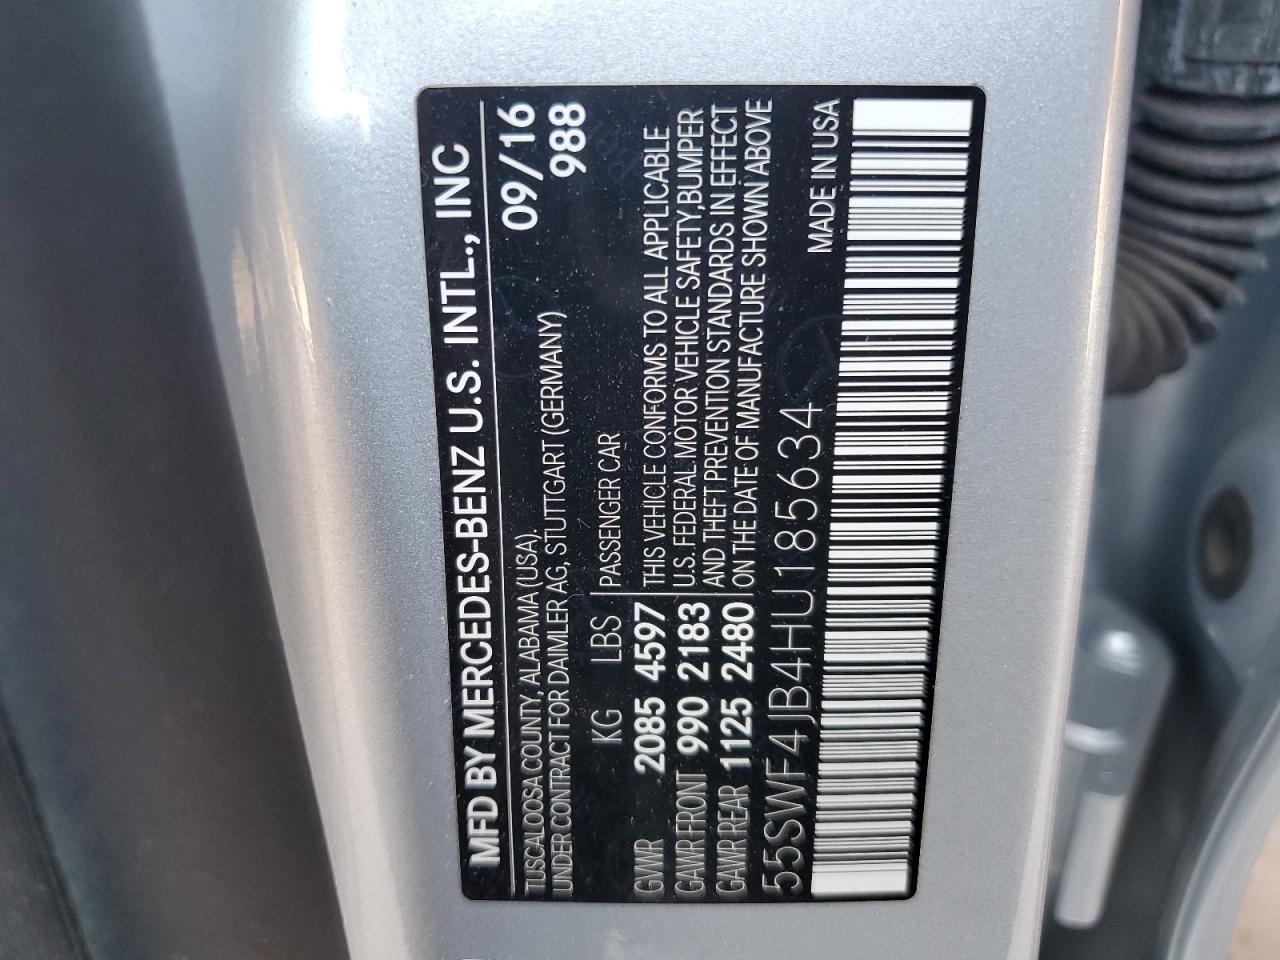 MFD BY MERCEDES-BENZ U.S. INTL., INC
TUSCALOOSA COUNTY, ALABAMA (USA).
09/16
UNDER CONTRACT FOR DAIMLER AG, STUTTGART (GERMANY)
988
KG LBS PASSENGER CAR
GVWR 2085 4597
GAWR FRONT 990 2183
GAWR REAR 1125 2480
THIS VEHICLE CONFORMS TO ALL APPLICABLE
U.S. FEDERAL MOTOR VEHICLE SAFETY,BUMPER
AND THEFT PREVENTION STANDARDS IN EFFECT
ON THE DATE OF MANUFACTURE SHOWN ABOVE
55SWF4JB4HU185634
MADE IN USA